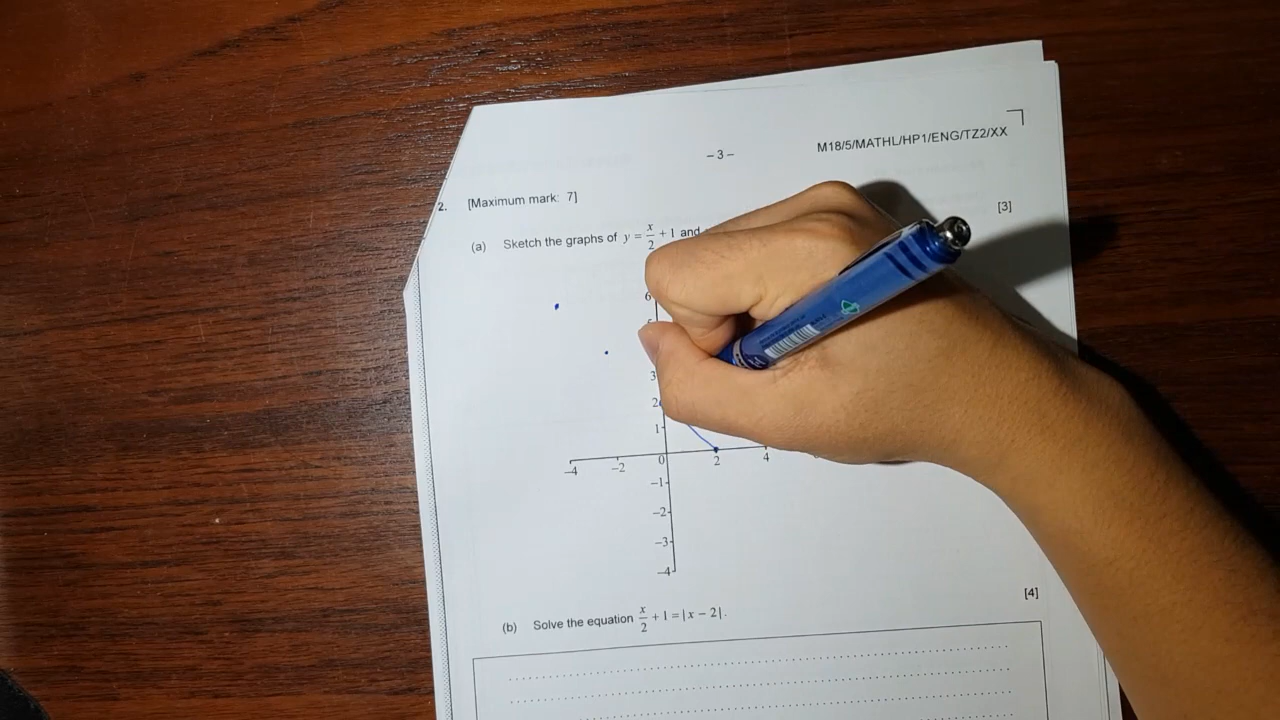 – 3 –
M18/5/MATHL/HP1/ENG/TZ2/XX
2. [Maximum mark: 7]
(a) Sketch the graphs of y = x/2 + 1 and [3]
6
3
2
1
–4 –2 0 2 4
–1
–2
–3
–4
(b) Solve the equation x/2 + 1 = |x − 2|. [4]